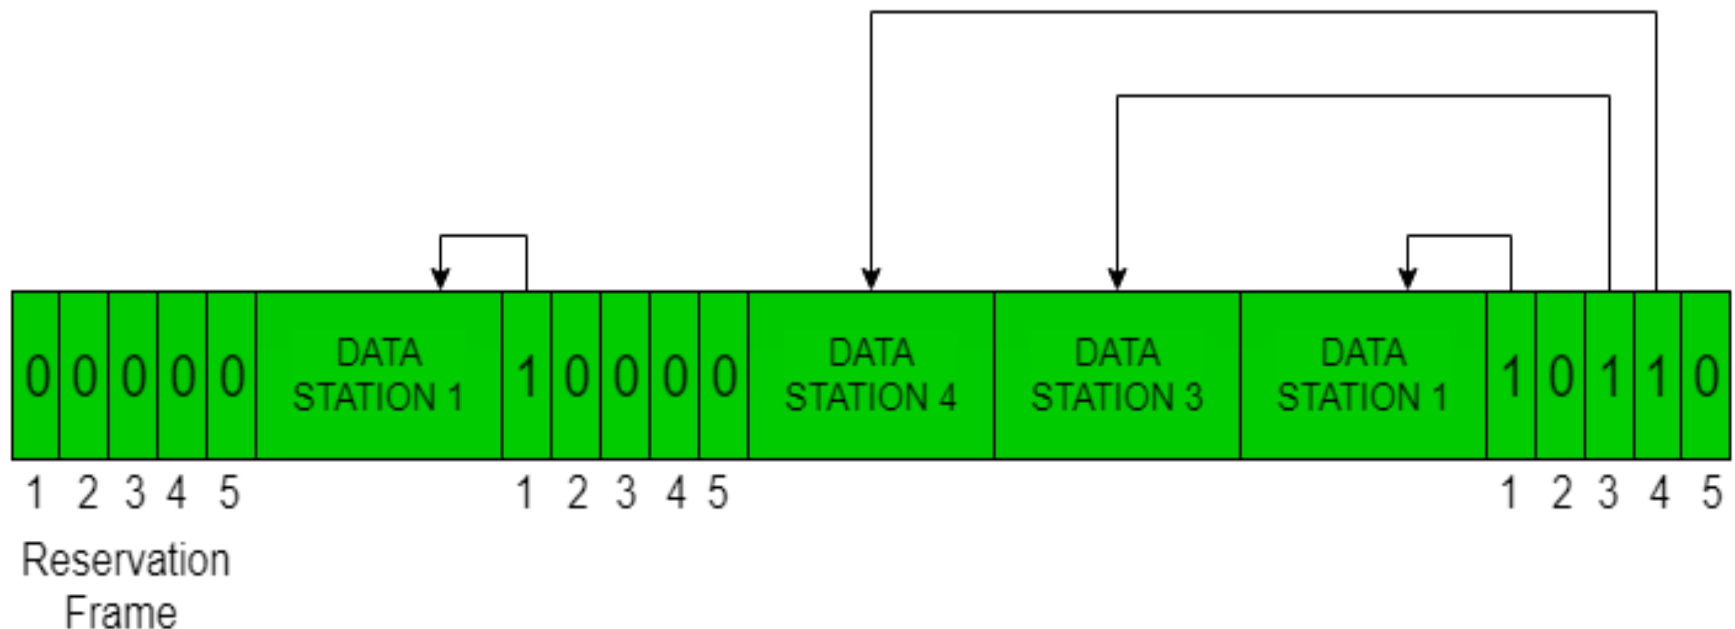 0 0 0 0 0 DATA STATION 1 1 0 0 0 0 DATA STATION 4 DATA STATION 3 DATA STATION 1 1 0 1 1 0
1 2 3 4 5 1 2 3 4 5 1 2 3 4 5
Reservation
Frame